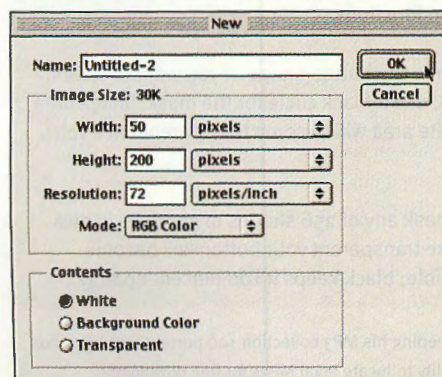 New
Name: Untitled-2
OK
Cancel
Image Size: 30K
Width: 50 pixels
Height: 200 pixels
Resolution: 72 pixels/inch
Mode: RGB Color
Contents
White
Background Color
Transparent